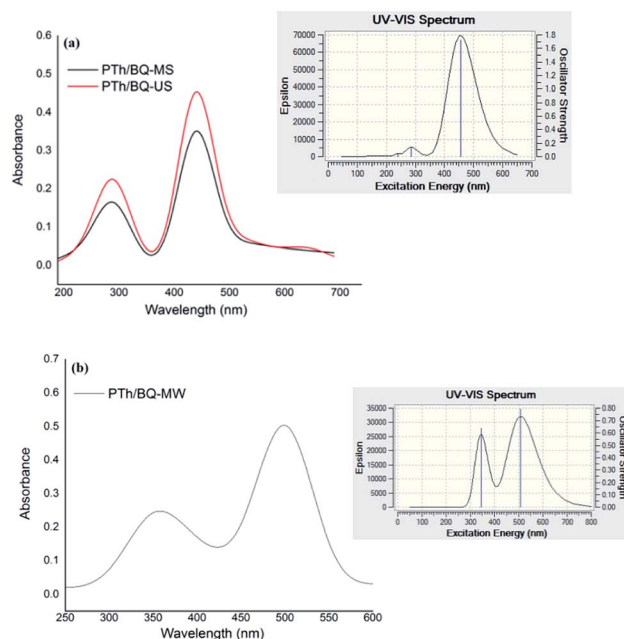 (a)
PTh/BQ-MS
PTh/BQ-US
Absorbance
0.6
0.5
0.4
0.3
0.2
0.1
0.0
200 300 400 500 600 700
Wavelength (nm)
UV-VIS Spectrum
Epsilon
70000
60000
50000
40000
30000
20000
10000
0
Oscillator Strength
1.8
1.6
1.4
1.2
1.0
0.8
0.6
0.4
0.2
0.0
0 100 200 300 400 500 600 700
Excitation Energy (nm)
(b)
PTh/BQ-MW
Absorbance
0.7
0.6
0.5
0.4
0.3
0.2
0.1
0.0
250 300 350 400 450 500 550 600
Wavelength (nm)
UV-VIS Spectrum
Epsilon
35000
30000
25000
20000
15000
10000
5000
0
Oscillator Strength
0.80
0.70
0.60
0.50
0.40
0.30
0.20
0.10
0.00
0 100 200 300 400 500 600 700 800
Excitation Energy (nm)